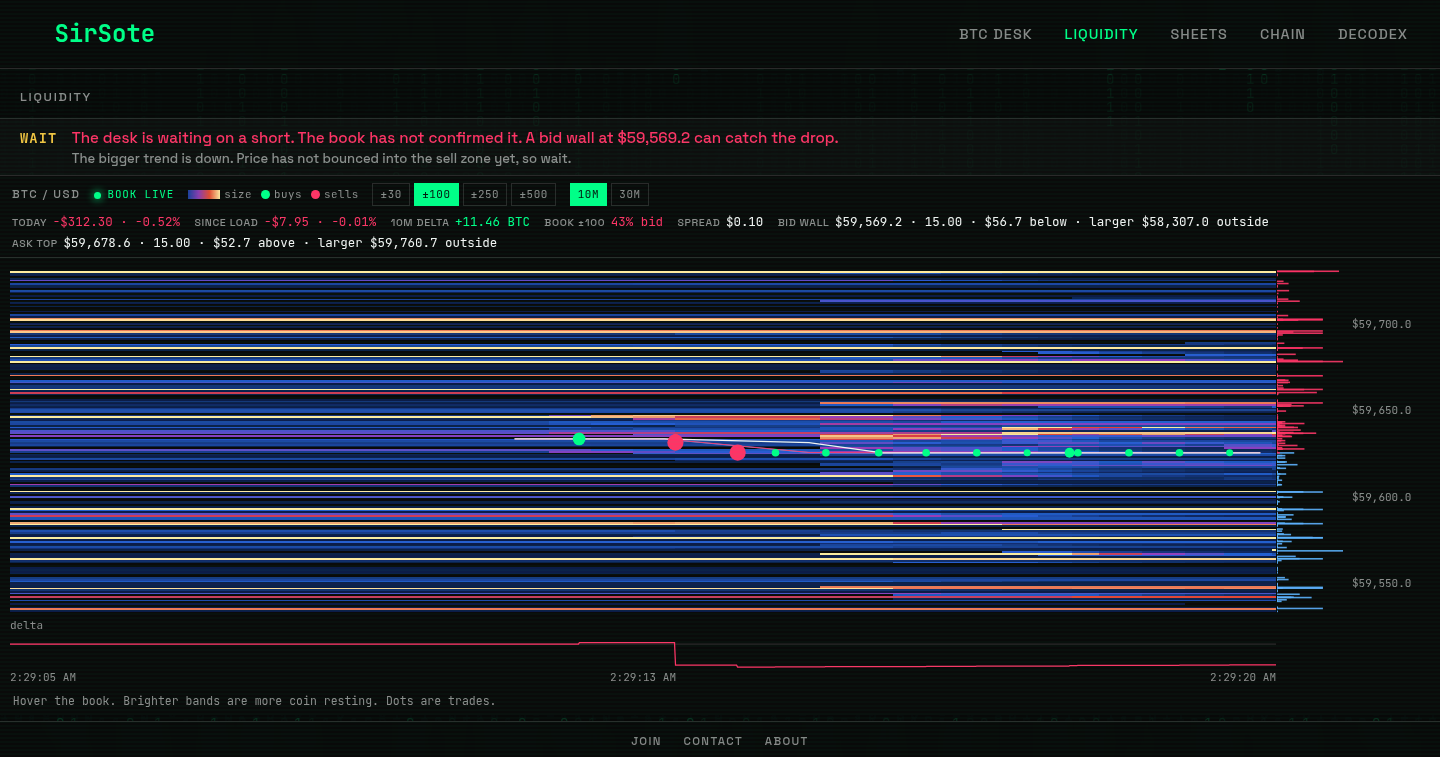 SirSote
BTC DESK LIQUIDITY SHEETS CHAIN DECODEX
LIQUIDITY
WAIT The desk is waiting on a short. The book has not confirmed it. A bid wall at $59,569.2 can catch the drop.
The bigger trend is down. Price has not bounced into the sell zone yet, so wait.
BTC / USD BOOK LIVE size buys sells ±30 ±100 ±250 ±500 10M 30M
TODAY -$312.30 · -0.52% SINCE LOAD -$7.95 · -0.01% 10M DELTA +11.46 BTC BOOK ±100 43% bid SPREAD $0.10 BID WALL $59,569.2 · 15.00 · $56.7 below · larger $58,307.0 outside
ASK TOP $59,678.6 · 15.00 · $52.7 above · larger $59,760.7 outside
$59,700.0
$59,650.0
$59,600.0
$59,550.0
delta
2:29:05 AM 2:29:13 AM 2:29:20 AM
Hover the book. Brighter bands are more coin resting. Dots are trades.
JOIN CONTACT ABOUT